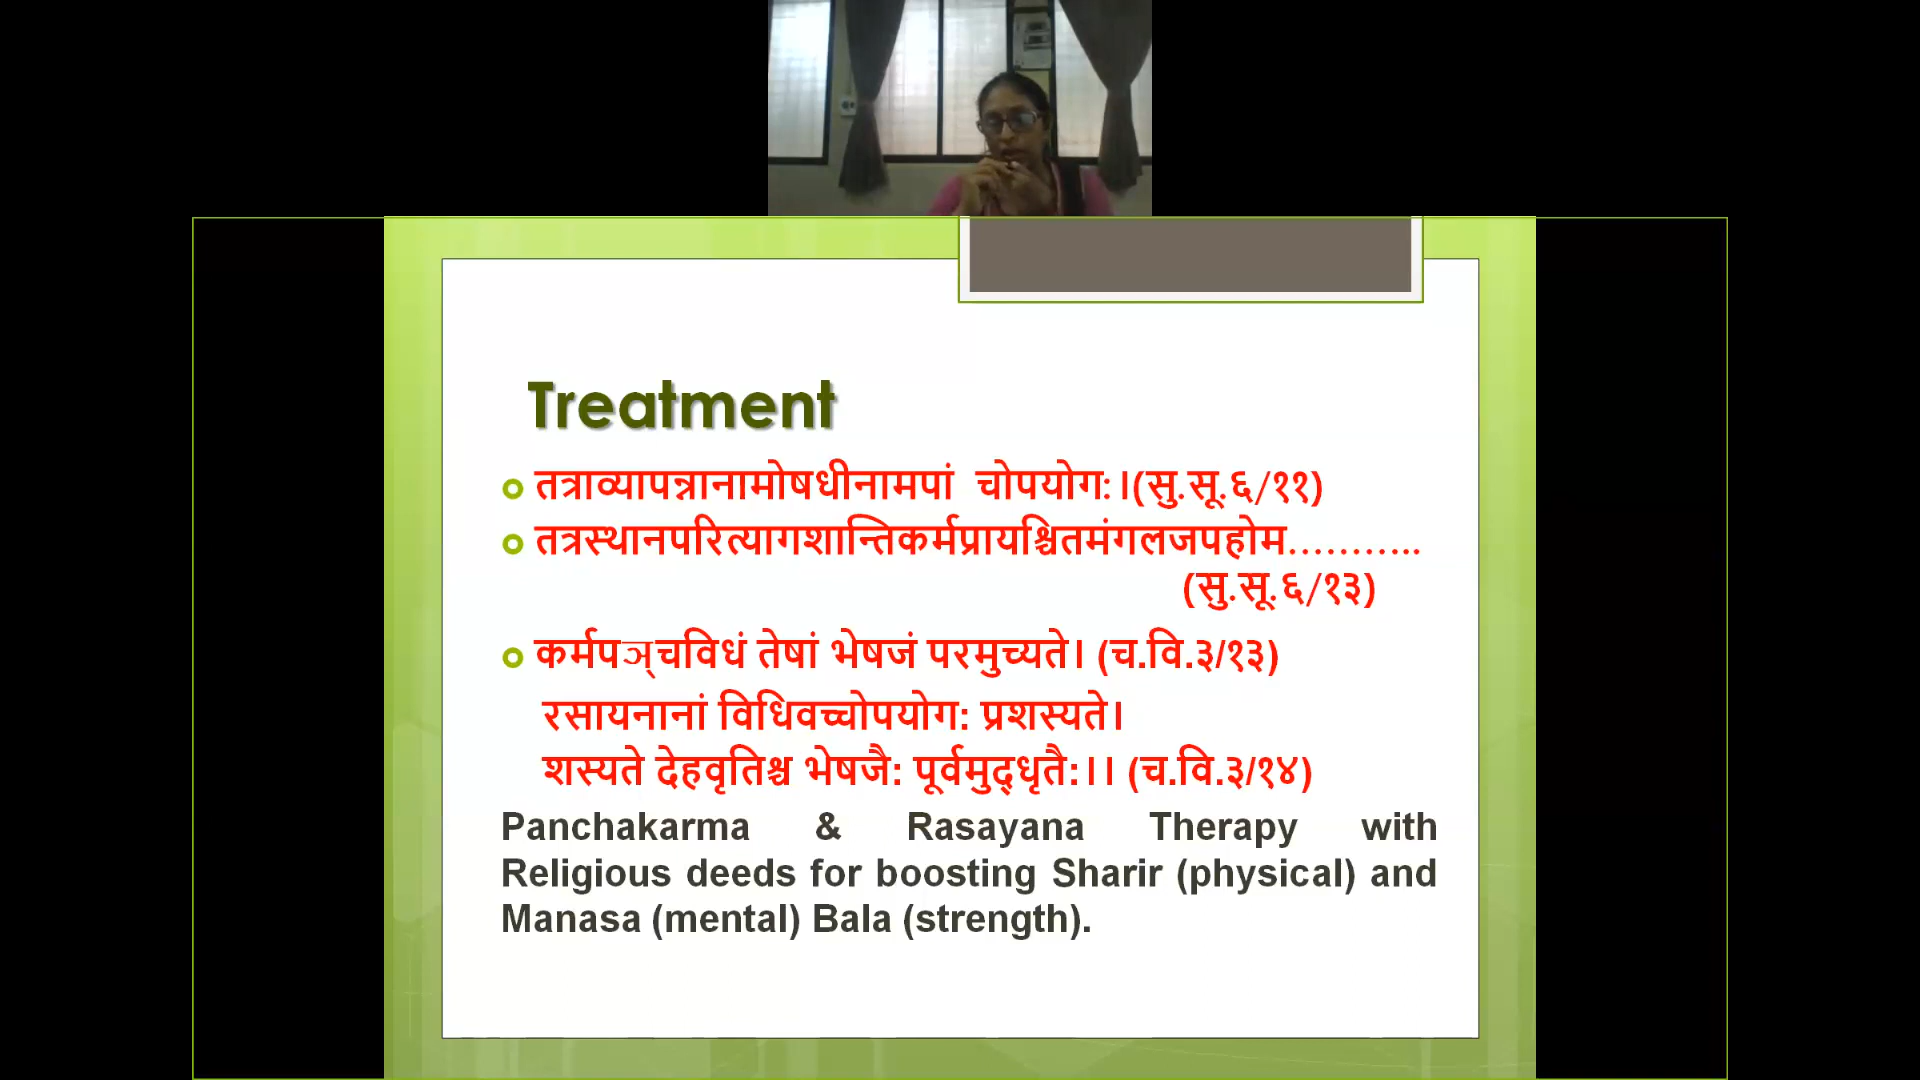 Treatment
तत्राव्यापन्नानामोषधीनामपां चोपयोगः।(सु.सू.६/११)
तत्रस्थानपरित्यागशान्तिकर्मप्रायश्चितमंगलजपहोम………..
(सु.सू.६/१३)
कर्मपञ्चविधं तेषां भेषजं परमुच्यते। (च.वि.३/१३)
रसायनानां विधिवच्चोपयोग: प्रशस्यते।
शस्यते देहवृतिश्च भेषजै: पूर्वमुद्धृतै:।। (च.वि.३/१४)
Panchakarma & Rasayana Therapy with
Religious deeds for boosting Sharir (physical) and
Manasa (mental) Bala (strength).